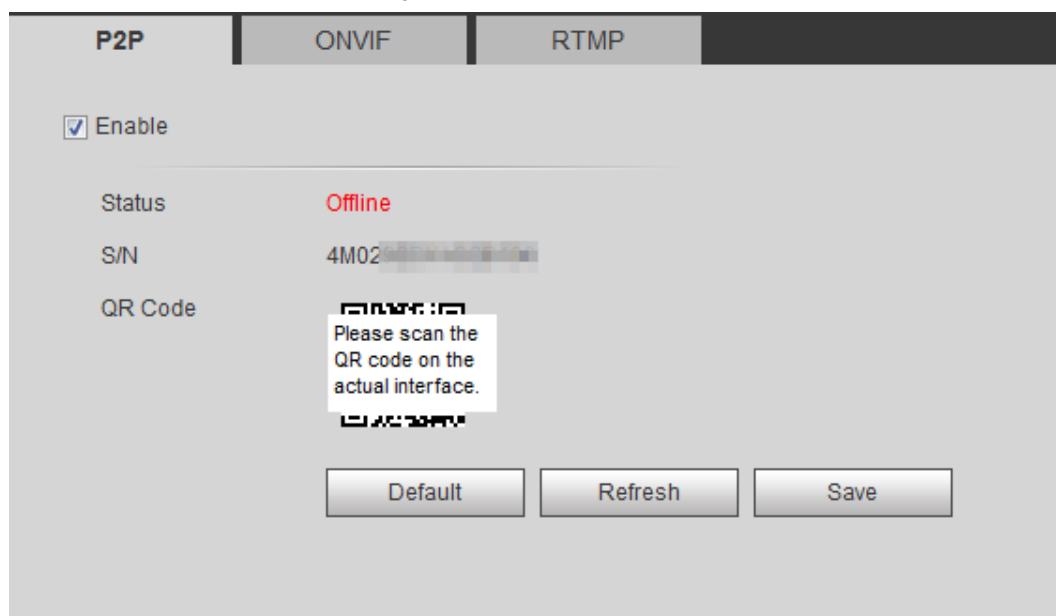 P2P ONVIF RTMP
Enable
Status Offline
S/N 4M02
QR Code
Please scan the
QR code on the
actual interface.
Default Refresh Save